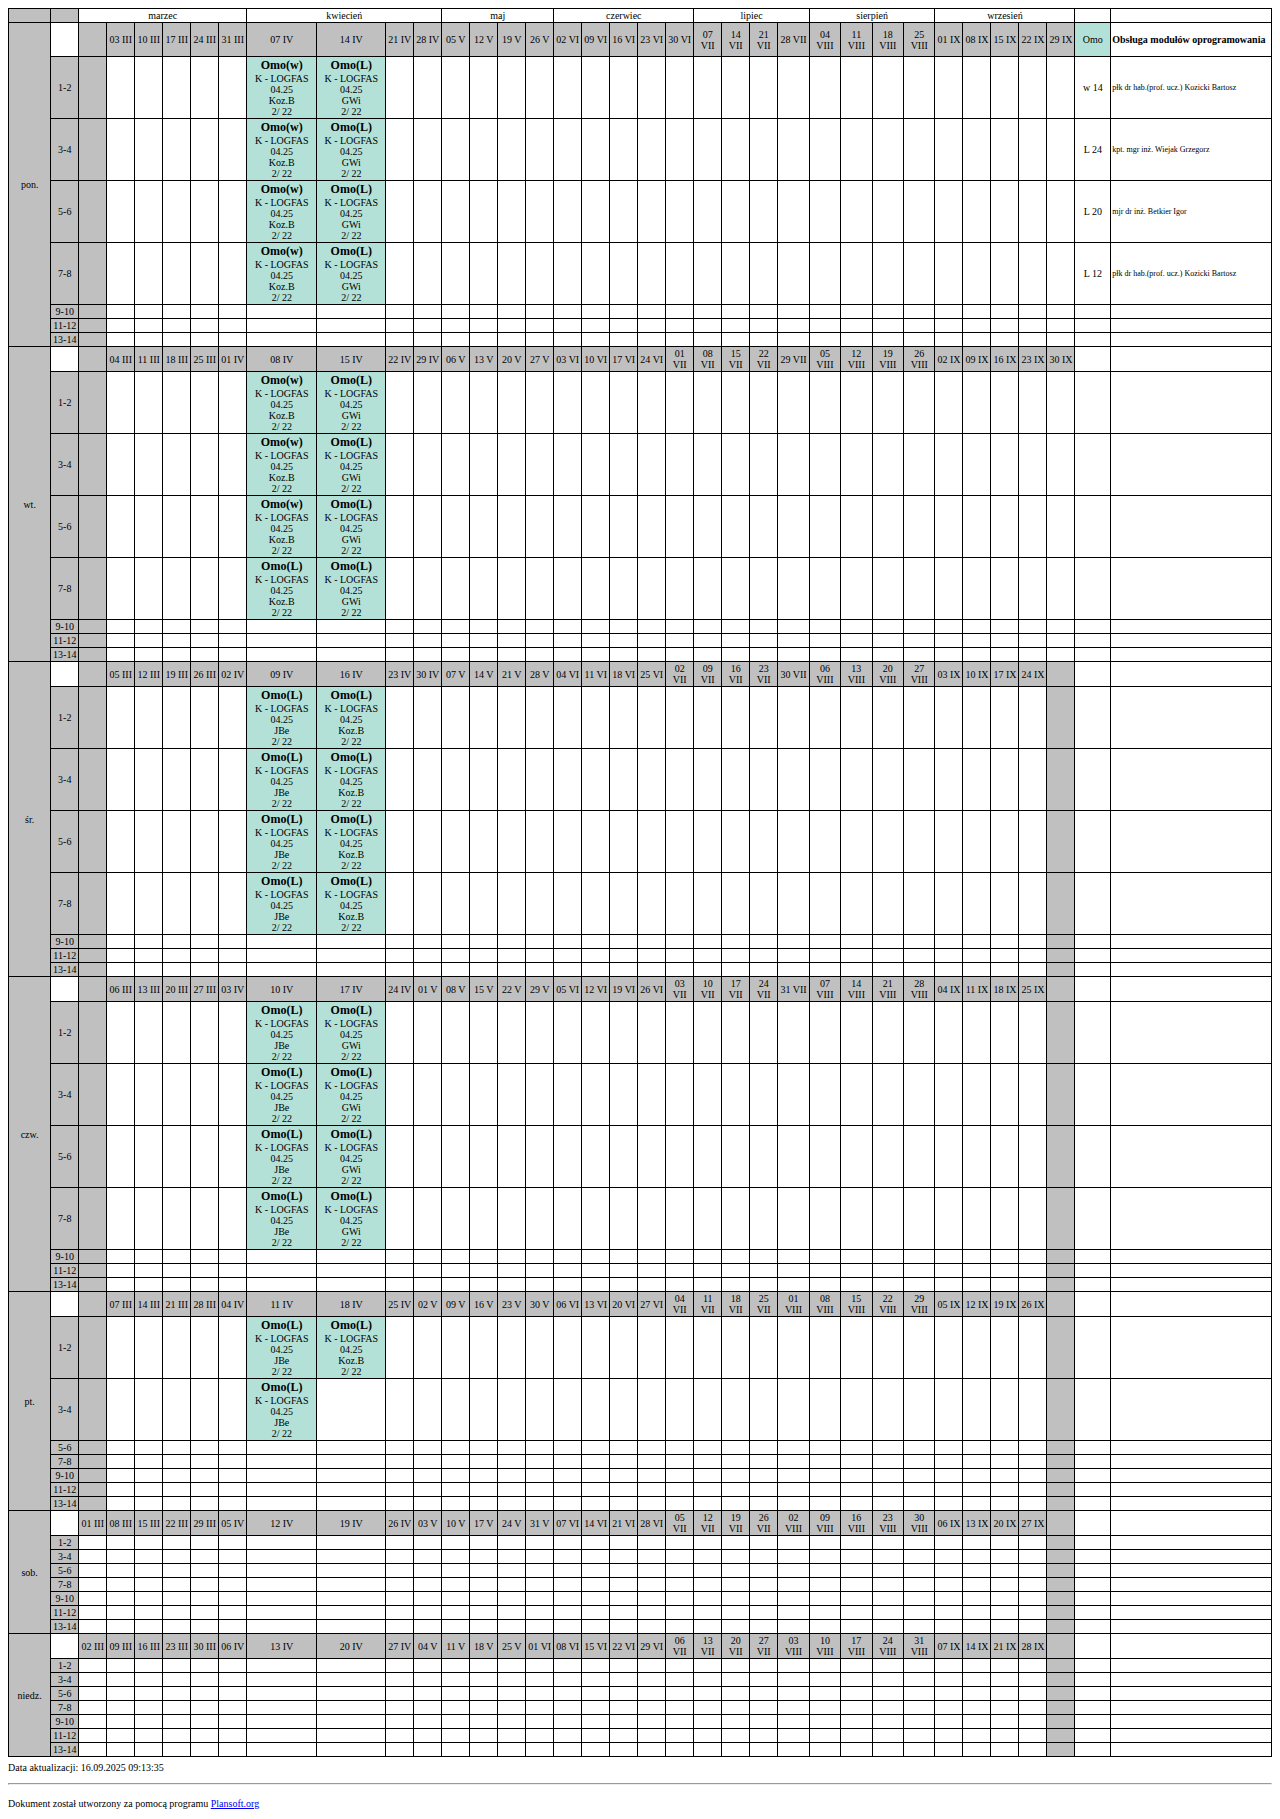 marzec kwiecień maj czerwiec lipiec sierpień wrzesień
pon. 03 III 10 III 17 III 24 III 31 III 07 IV 14 IV 21 IV 28 IV 05 V 12 V 19 V 26 V 02 VI 09 VI 16 VI 23 VI 30 VI 07 VII 14 VII 21 VII 28 VII 04 VIII 11 VIII 18 VIII 25 VIII 01 IX 08 IX 15 IX 22 IX 29 IX Omo Obsługa modułów oprogramowania
1-2 Omo(w) Omo(L) w 14 płk dr hab.(prof. ucz.) Kozicki Bartosz
K - LOGFAS K - LOGFAS
04.25 04.25
Koz.B GWi
2/ 22 2/ 22
3-4 Omo(w) Omo(L) L 24 kpt. mgr inż. Wiejak Grzegorz
K - LOGFAS K - LOGFAS
04.25 04.25
Koz.B GWi
2/ 22 2/ 22
5-6 Omo(w) Omo(L) L 20 mjr dr inż. Betkier Igor
K - LOGFAS K - LOGFAS
04.25 04.25
Koz.B GWi
2/ 22 2/ 22
7-8 Omo(w) Omo(L) L 12 płk dr hab.(prof. ucz.) Kozicki Bartosz
K - LOGFAS K - LOGFAS
04.25 04.25
Koz.B GWi
2/ 22 2/ 22
9-10
11-12
13-14
wt. 04 III 11 III 18 III 25 III 01 IV 08 IV 15 IV 22 IV 29 IV 06 V 13 V 20 V 27 V 03 VI 10 VI 17 VI 24 VI 01 VII 08 VII 15 VII 22 VII 29 VII 05 VIII 12 VIII 19 VIII 26 VIII 02 IX 09 IX 16 IX 23 IX 30 IX
1-2 Omo(w) Omo(L)
K - LOGFAS K - LOGFAS
04.25 04.25
Koz.B GWi
2/ 22 2/ 22
3-4 Omo(w) Omo(L)
K - LOGFAS K - LOGFAS
04.25 04.25
Koz.B GWi
2/ 22 2/ 22
5-6 Omo(w) Omo(L)
K - LOGFAS K - LOGFAS
04.25 04.25
Koz.B GWi
2/ 22 2/ 22
7-8 Omo(L) Omo(L)
K - LOGFAS K - LOGFAS
04.25 04.25
Koz.B GWi
2/ 22 2/ 22
9-10
11-12
13-14
śr. 05 III 12 III 19 III 26 III 02 IV 09 IV 16 IV 23 IV 30 IV 07 V 14 V 21 V 28 V 04 VI 11 VI 18 VI 25 VI 02 VII 09 VII 16 VII 23 VII 30 VII 06 VIII 13 VIII 20 VIII 27 VIII 03 IX 10 IX 17 IX 24 IX
1-2 Omo(L) Omo(L)
K - LOGFAS K - LOGFAS
04.25 04.25
JBe Koz.B
2/ 22 2/ 22
3-4 Omo(L) Omo(L)
K - LOGFAS K - LOGFAS
04.25 04.25
JBe Koz.B
2/ 22 2/ 22
5-6 Omo(L) Omo(L)
K - LOGFAS K - LOGFAS
04.25 04.25
JBe Koz.B
2/ 22 2/ 22
7-8 Omo(L) Omo(L)
K - LOGFAS K - LOGFAS
04.25 04.25
JBe Koz.B
2/ 22 2/ 22
9-10
11-12
13-14
czw. 06 III 13 III 20 III 27 III 03 IV 10 IV 17 IV 24 IV 01 V 08 V 15 V 22 V 29 V 05 VI 12 VI 19 VI 26 VI 03 VII 10 VII 17 VII 24 VII 31 VII 07 VIII 14 VIII 21 VIII 28 VIII 04 IX 11 IX 18 IX 25 IX
1-2 Omo(L) Omo(L)
K - LOGFAS K - LOGFAS
04.25 04.25
JBe GWi
2/ 22 2/ 22
3-4 Omo(L) Omo(L)
K - LOGFAS K - LOGFAS
04.25 04.25
JBe GWi
2/ 22 2/ 22
5-6 Omo(L) Omo(L)
K - LOGFAS K - LOGFAS
04.25 04.25
JBe GWi
2/ 22 2/ 22
7-8 Omo(L) Omo(L)
K - LOGFAS K - LOGFAS
04.25 04.25
JBe GWi
2/ 22 2/ 22
9-10
11-12
13-14
pt. 07 III 14 III 21 III 28 III 04 IV 11 IV 18 IV 25 IV 02 V 09 V 16 V 23 V 30 V 06 VI 13 VI 20 VI 27 VI 04 VII 11 VII 18 VII 25 VII 01 VIII 08 VIII 15 VIII 22 VIII 29 VIII 05 IX 12 IX 19 IX 26 IX
1-2 Omo(L) Omo(L)
K - LOGFAS K - LOGFAS
04.25 04.25
JBe Koz.B
2/ 22 2/ 22
3-4 Omo(L)
K - LOGFAS
04.25
JBe
2/ 22
5-6
7-8
9-10
11-12
13-14
sob. 01 III 08 III 15 III 22 III 29 III 05 IV 12 IV 19 IV 26 IV 03 V 10 V 17 V 24 V 31 V 07 VI 14 VI 21 VI 28 VI 05 VII 12 VII 19 VII 26 VII 02 VIII 09 VIII 16 VIII 23 VIII 30 VIII 06 IX 13 IX 20 IX 27 IX
1-2
3-4
5-6
7-8
9-10
11-12
13-14
niedz. 02 III 09 III 16 III 23 III 30 III 06 IV 13 IV 20 IV 27 IV 04 V 11 V 18 V 25 V 01 VI 08 VI 15 VI 22 VI 29 VI 06 VII 13 VII 20 VII 27 VII 03 VIII 10 VIII 17 VIII 24 VIII 31 VIII 07 IX 14 IX 21 IX 28 IX
1-2
3-4
5-6
7-8
9-10
11-12
13-14
Data aktualizacji: 16.09.2025 09:13:35
Dokument został utworzony za pomocą programu Plansoft.org